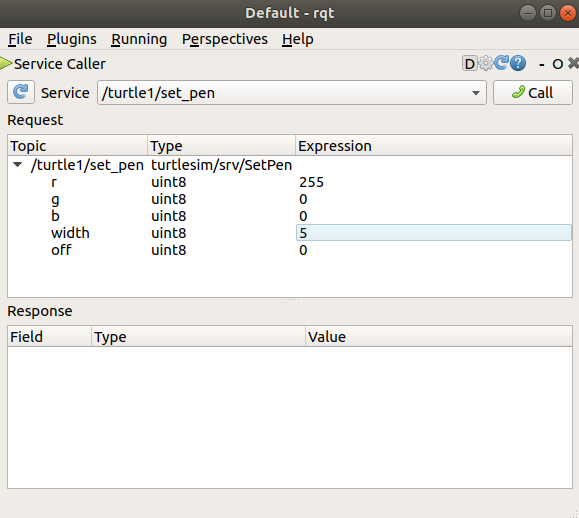 Default - rqt
File Plugins Running Perspectives Help
Service Caller D ? - O
Service /turtle1/set_pen Call
Request
Topic Type Expression
/turtle1/set_pen turtlesim/srv/SetPen
r uint8 255
g uint8 0
b uint8 0
width uint8 5
off uint8 0
Response
Field Type Value